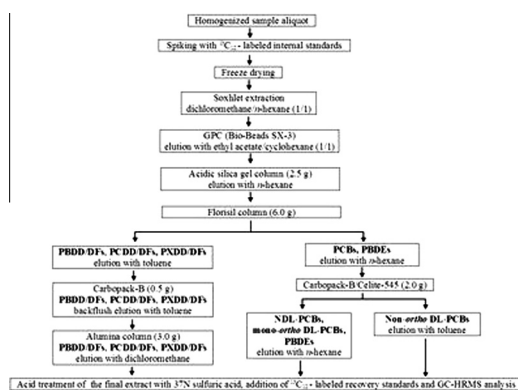 Homogenized sample aliquot
Spiking with ¹³C₁₂- labeled internal standards
Freeze drying
Soxhlet extraction
dichloromethane/n-hexane (1/1)
GPC (Bio-Beads SX-3)
elution with ethyl acetate/cyclohexane (1/1)
Acidic silica gel column (2.5 g)
elution with n-hexane
Florisil column (6.0 g)
PBDD/DFs, PCDD/DFs, PXDD/DFs
elution with toluene
PCBs, PBDEs
elution with n-hexane
Carbopack-B (0.5 g)
PBDD/DFs, PCDD/DFs, PXDD/DFs
backflush elution with toluene
Carbopack-B/Celite-545 (2.0 g)
Alumina column (3.0 g)
PBDD/DFs, PCDD/DFs, PXDD/DFs
elution with dichloromethane
NDL-PCBs,
mono-ortho DL-PCBs,
PBDEs
elution with n-hexane
Non-ortho DL-PCBs
elution with toluene
Acid treatment of the final extract with 37N sulfuric acid, addition of ¹³C₁₂- labeled recovery standards and GC-HRMS analysis